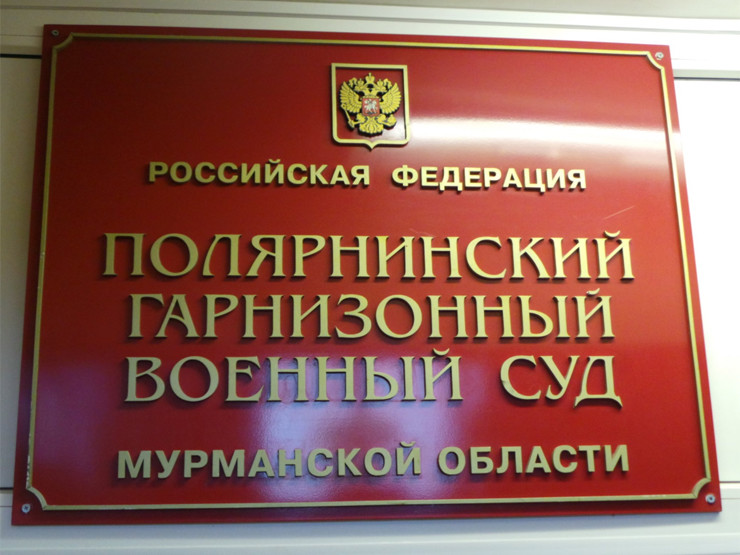 РОССИЙСКАЯ ФЕДЕРАЦИЯ
ПОЛЯРНИНСКИЙ
ГАРНИЗОННЫЙ
ВОЕННЫЙ СУД
МУРМАНСКОЙ ОБЛАСТИ